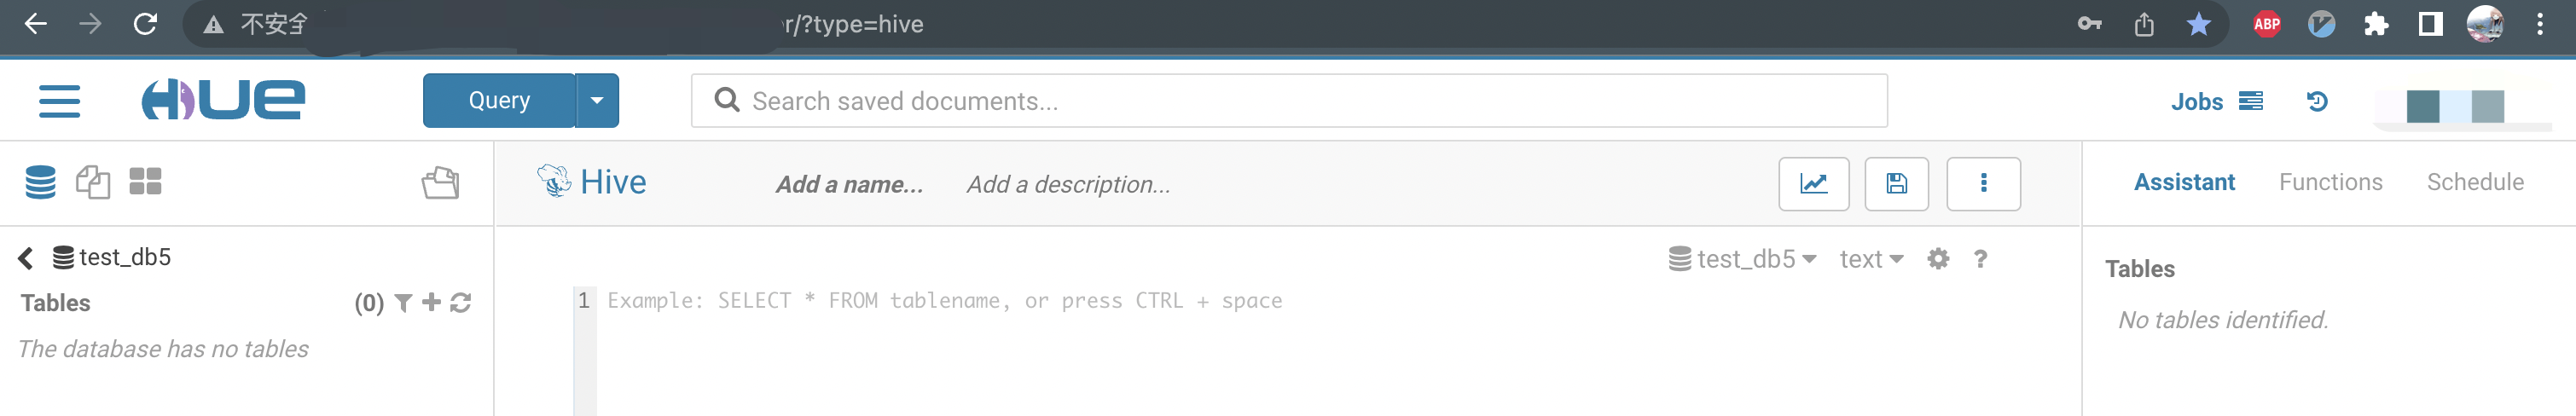 不安全 r/?type=hive ABP
HUE Query Search saved documents... Jobs
Hive Add a name... Add a description... Assistant Functions Schedule
test_db5
Tables (0)
The database has no tables
test_db5 text ?
1 Example: SELECT * FROM tablename, or press CTRL + space
Tables
No tables identified.